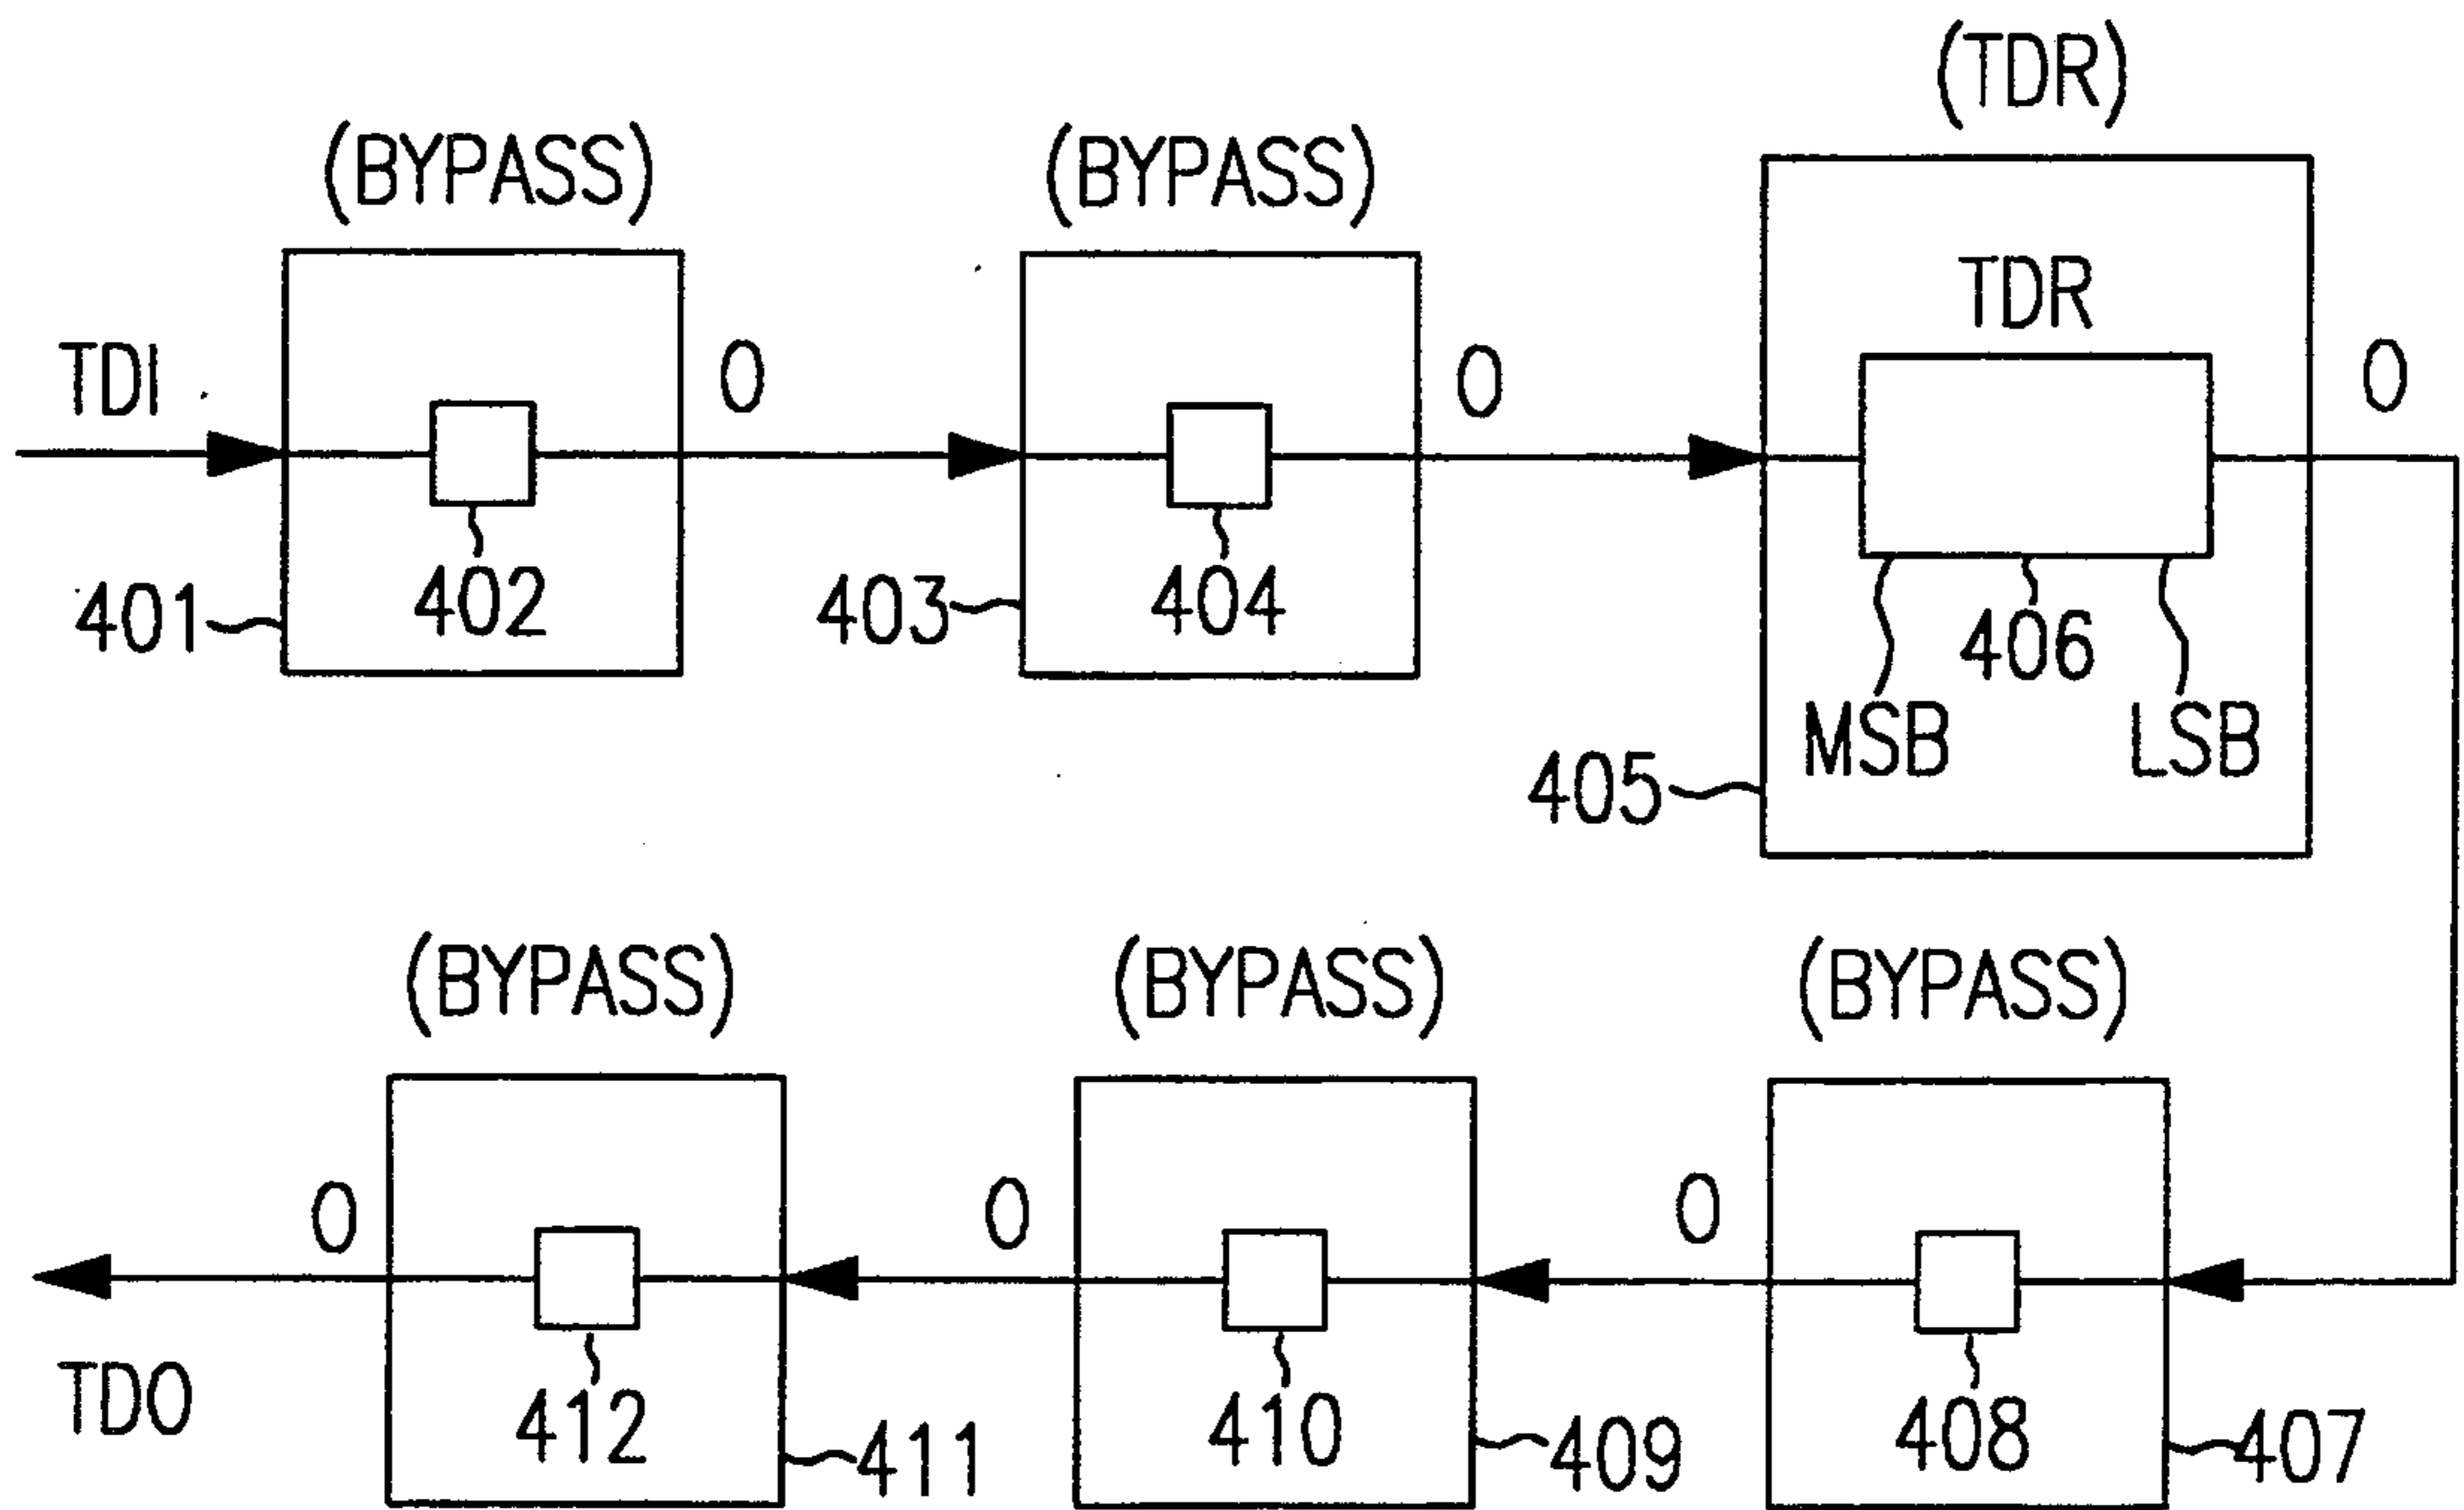 (TDR)
(BYPASS) (BYPASS)
TDR
TDI 0 0 0
402 404 406
401 403
MSB LSB
405
(BYPASS) (BYPASS) (BYPASS)
0 0 0
TDO 412 410 408
411 409 407